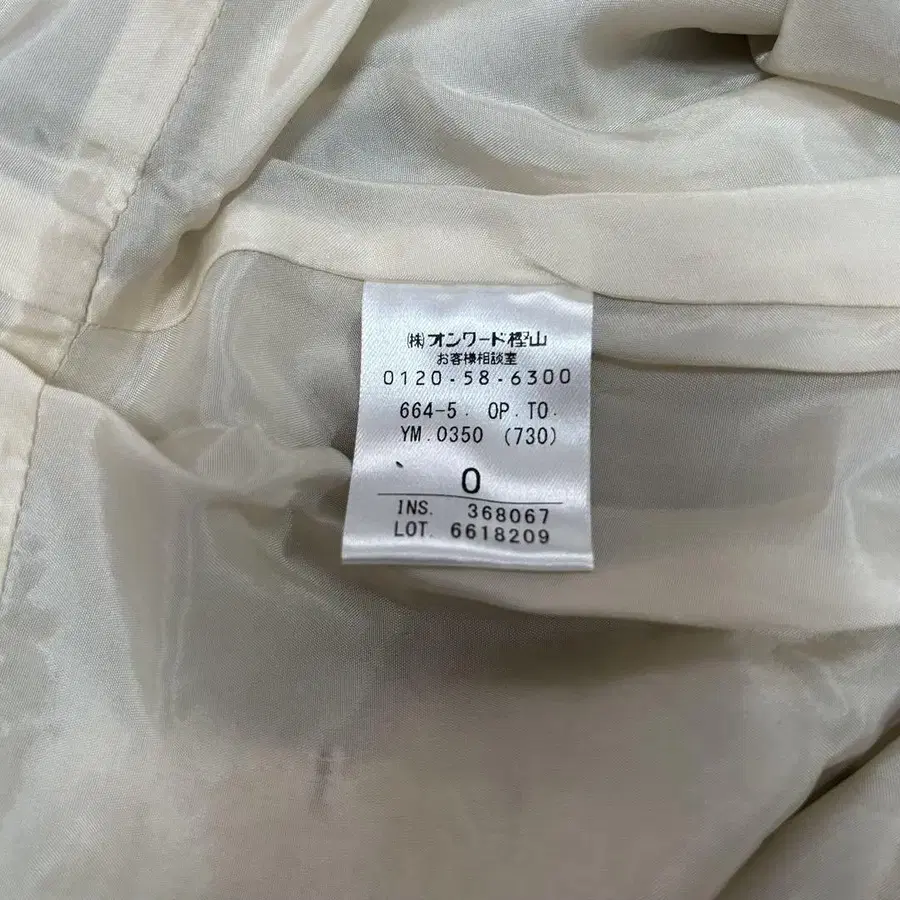 ㈱オンワード樫山
お客様相談室
0120-58-6300
664-5. OP.TO.
YM.0350 (730)
0
INS. 368067
LOT. 6618209